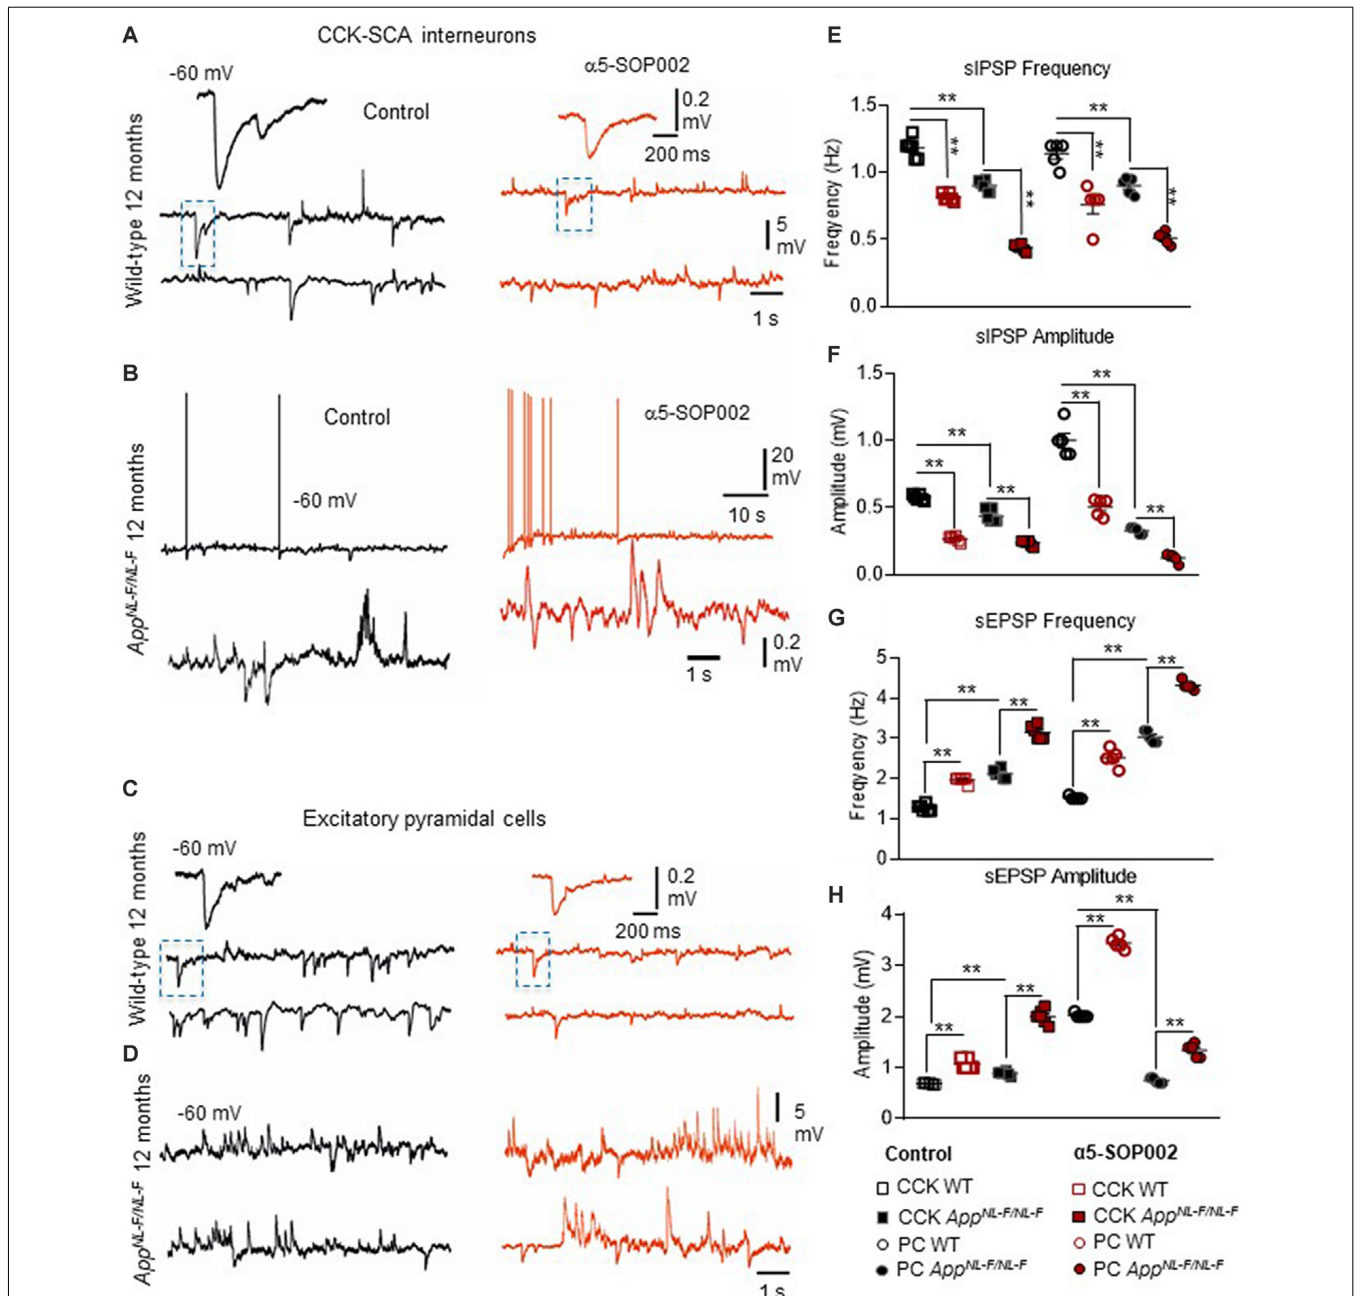 A
CCK-SCA interneurons
-60 mV
Control
α5-SOP002
0.2
mV
200 ms
Wild-type 12 months
5
mV
1 s
B
Control
-60 mV
α5-SOP002
20
mV
10 s
App NL-F/NL-F 12 months
0.2
mV
1 s
C
Excitatory pyramidal cells
-60 mV
0.2
mV
200 ms
Wild-type 12 months
D
-60 mV
5
mV
App NL-F/NL-F 12 months
1 s
E
sIPSP Frequency
1.5
1.0
0.5
0.0
Freqyency (Hz)
** ** ** ** ** **
F
sIPSP Amplitude
1.5
1.0
0.5
0.0
Amplitude (mV)
** ** ** ** ** **
G
sEPSP Frequency
5
4
3
2
1
0
Freqyency (Hz)
** ** ** ** ** **
H
sEPSP Amplitude
4
3
2
1
0
Amplitude (mV)
** ** ** ** ** **
Control
α5-SOP002
CCK WT
CCK WT
CCK App NL-F/NL-F
CCK App NL-F/NL-F
PC WT
PC WT
PC App NL-F/NL-F
PC App NL-F/NL-F